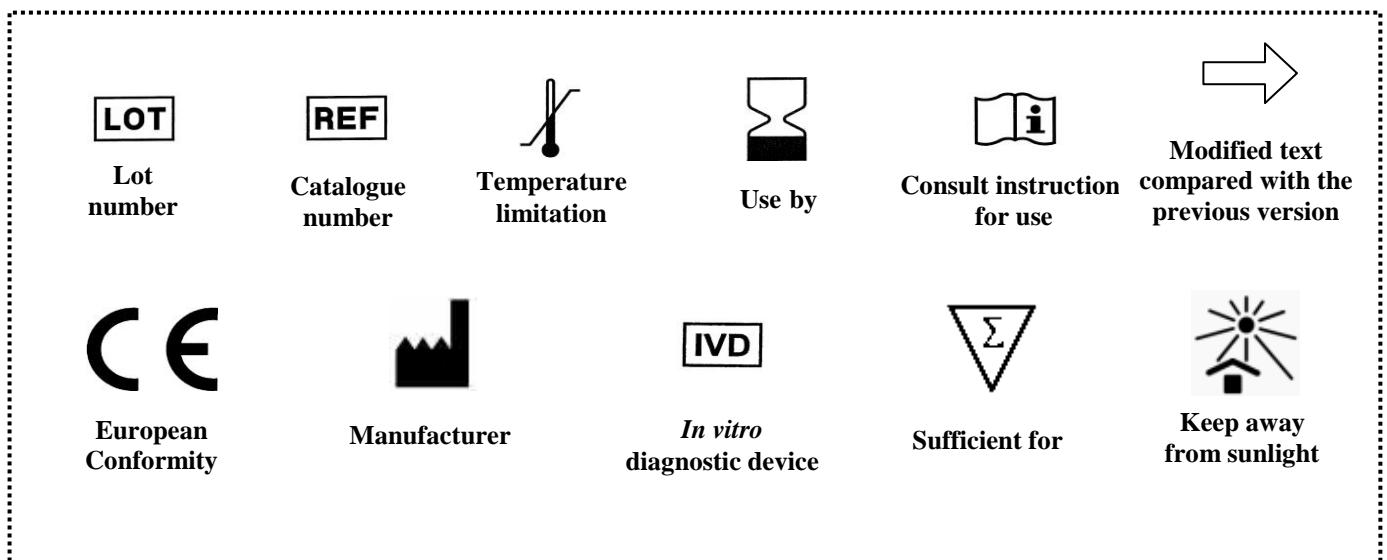 LOT
Lot
number
REF
Catalogue
number
Temperature
limitation
Use by
i
Consult instruction
for use
Modified text
compared with the
previous version
CE
European
Conformity
Manufacturer
IVD
In vitro
diagnostic device
Σ
Sufficient for
Keep away
from sunlight